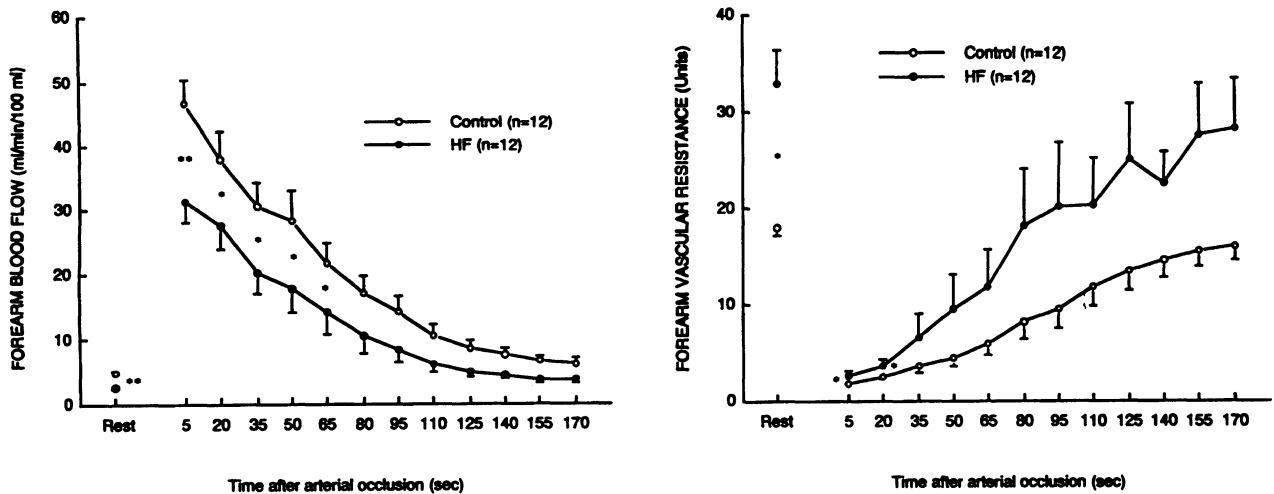 60
50
40
30
20
10
0
FOREARM BLOOD FLOW (ml/min/100 ml)
Control (n=12)
HF (n=12)
**
*
*
*
*
**
Rest 5 20 35 50 65 80 95 110 125 140 155 170
Time after arterial occlusion (sec)
40
30
20
10
0
FOREARM VASCULAR RESISTANCE (Units)
Control (n=12)
HF (n=12)
*
*
*
Rest 5 20 35 50 65 80 95 110 125 140 155 170
Time after arterial occlusion (sec)